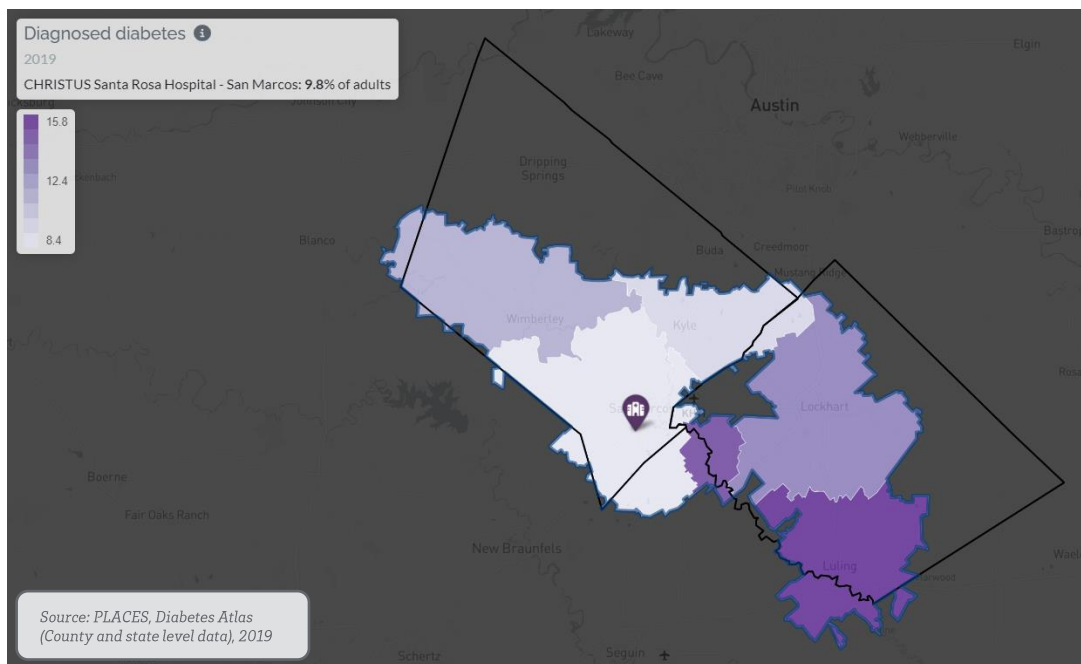 Diagnosed diabetes
2019
CHRISTUS Santa Rosa Hospital - San Marcos: 9.8% of adults
15.8
12.4
8.4
Lakeway
Elgin
Bee Cave
Johnson City
Austin
Webberville
Dripping
Springs
Pilot Knob
Blanco
Buda
Creedmoor
Mustang Ridge
Wimberley
Kyle
Lockhart
Boerne
Fair Oaks Ranch
New Braunfels
Luling
Schertz
Seguin
Source: PLACES, Diabetes Atlas
(County and state level data), 2019